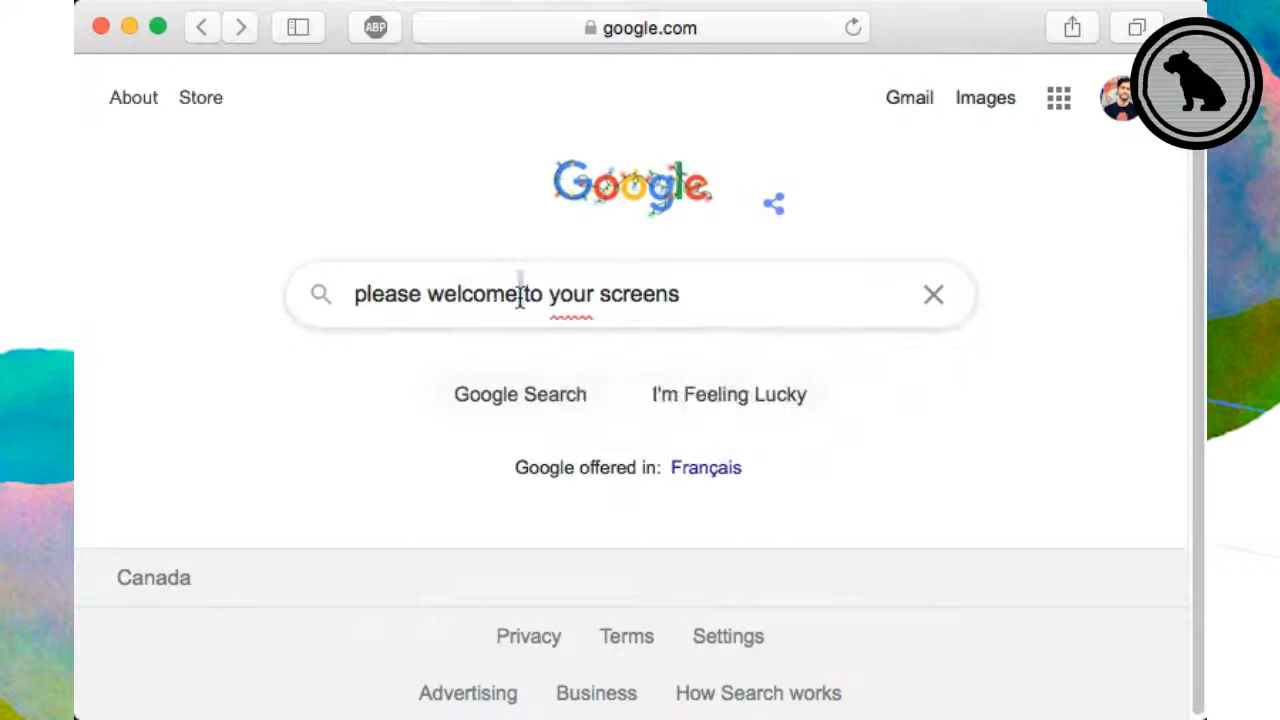 ABP
google.com
About Store
Gmail Images
Google
please welcome to your screens
Google Search I'm Feeling Lucky
Google offered in: Français
Canada
Privacy Terms Settings
Advertising Business How Search works